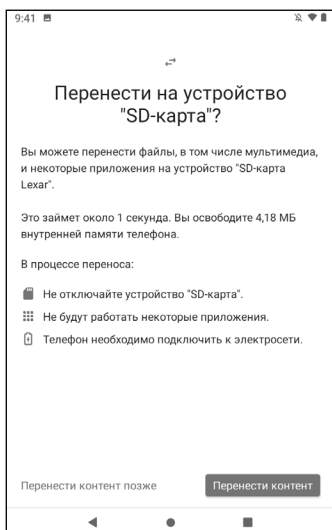 9:41
Перенести на устройство
"SD-карта"?
Вы можете перенести файлы, в том числе мультимедиа,
и некоторые приложения на устройство "SD-карта
Lexar".
Это займет около 1 секунда. Вы освободите 4,18 МБ
внутренней памяти телефона.
В процессе переноса:
Не отключайте устройство "SD-карта".
Не будут работать некоторые приложения.
Телефон необходимо подключить к электросети.
Перенести контент позже
Перенести контент